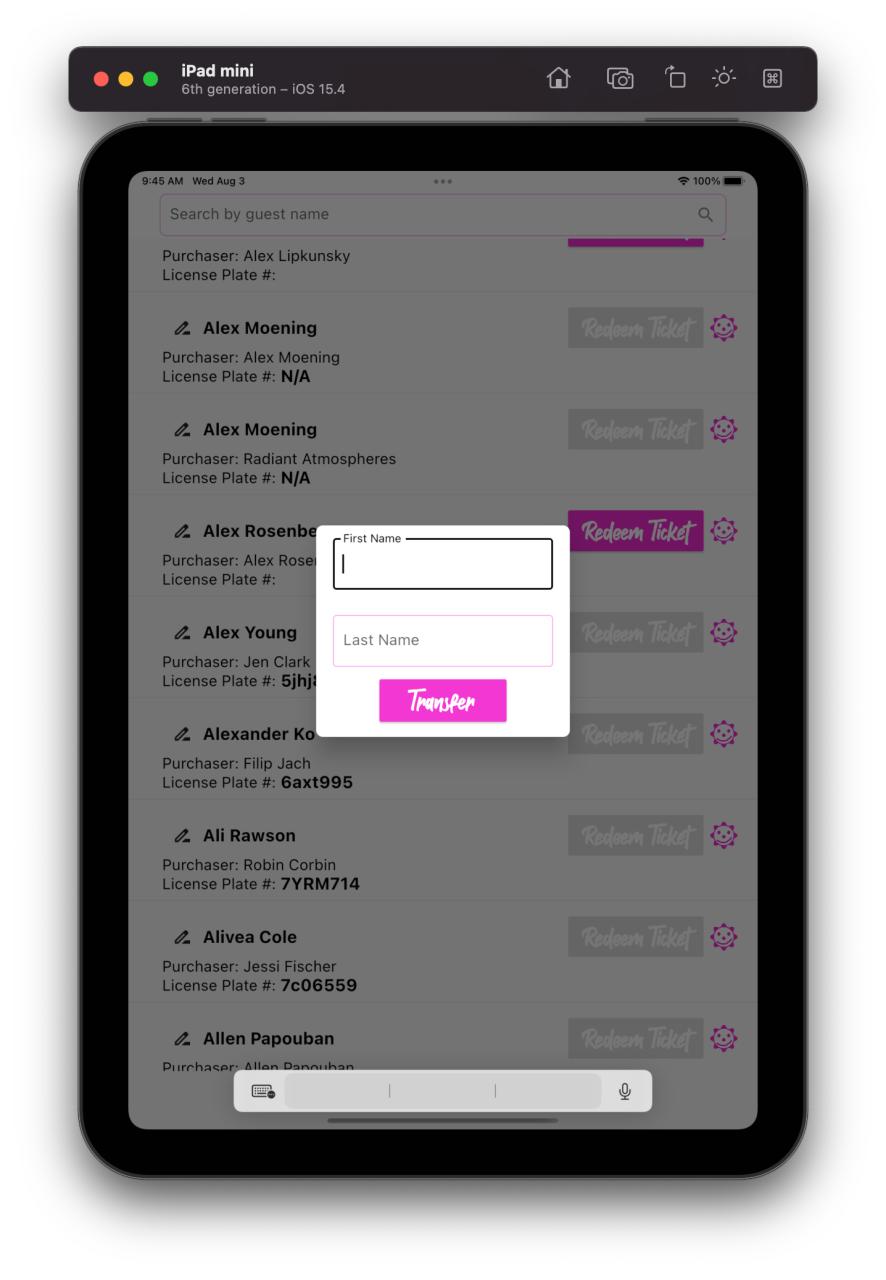 iPad mini
6th generation – iOS 15.4
9:45 AM Wed Aug 3
100%
Search by guest name
Purchaser: Alex Lipkunsky
License Plate #:
Alex Moening
Redeem Ticket
Purchaser: Alex Moening
License Plate #: N/A
Alex Moening
Redeem Ticket
Purchaser: Radiant Atmospheres
License Plate #: N/A
Alex Rosenbe
Redeem Ticket
Purchaser: Alex Rosen
License Plate #:
First Name
Alex Young
Redeem Ticket
Last Name
Purchaser: Jen Clark
License Plate #: 5jhj
Transfer
Alexander Ko
Redeem Ticket
Purchaser: Filip Jach
License Plate #: 6axt995
Ali Rawson
Redeem Ticket
Purchaser: Robin Corbin
License Plate #: 7YRM714
Alivea Cole
Redeem Ticket
Purchaser: Jessi Fischer
License Plate #: 7c06559
Allen Papouban
Redeem Ticket
Purchaser: Allen Papouban